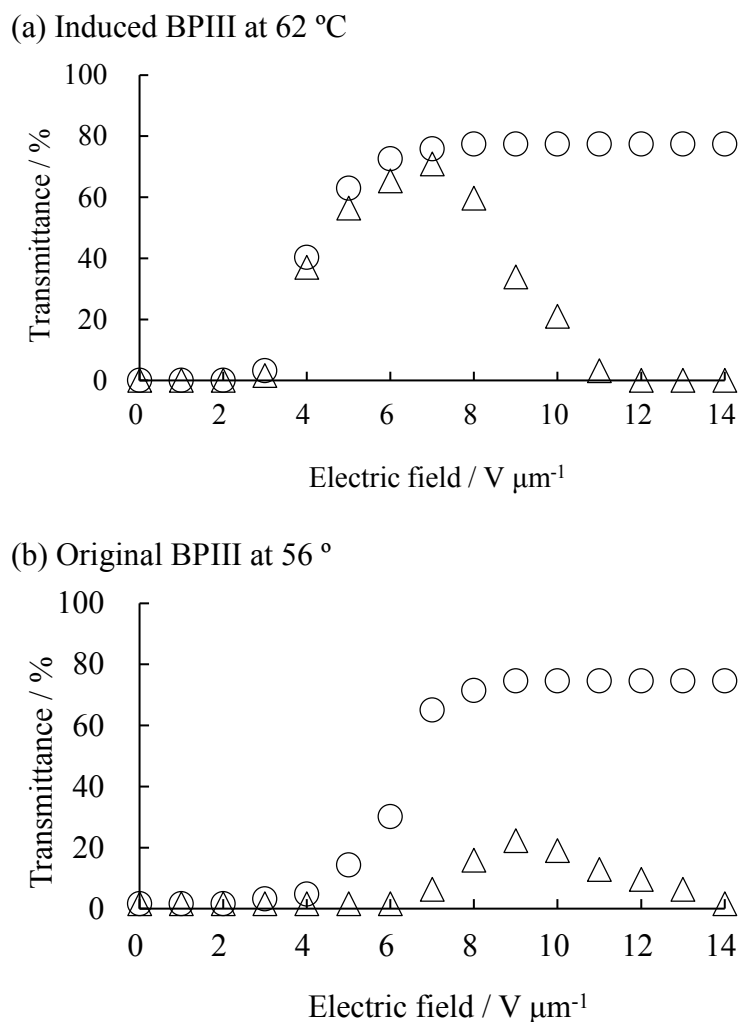 (a) Induced BPIII at 62 ºC
100
80
60
40
20
0
Transmittance / %
0 2 4 6 8 10 12 14
Electric field / V μm⁻¹
(b) Original BPIII at 56 º
100
80
60
40
20
0
Transmittance / %
0 2 4 6 8 10 12 14
Electric field / V μm⁻¹